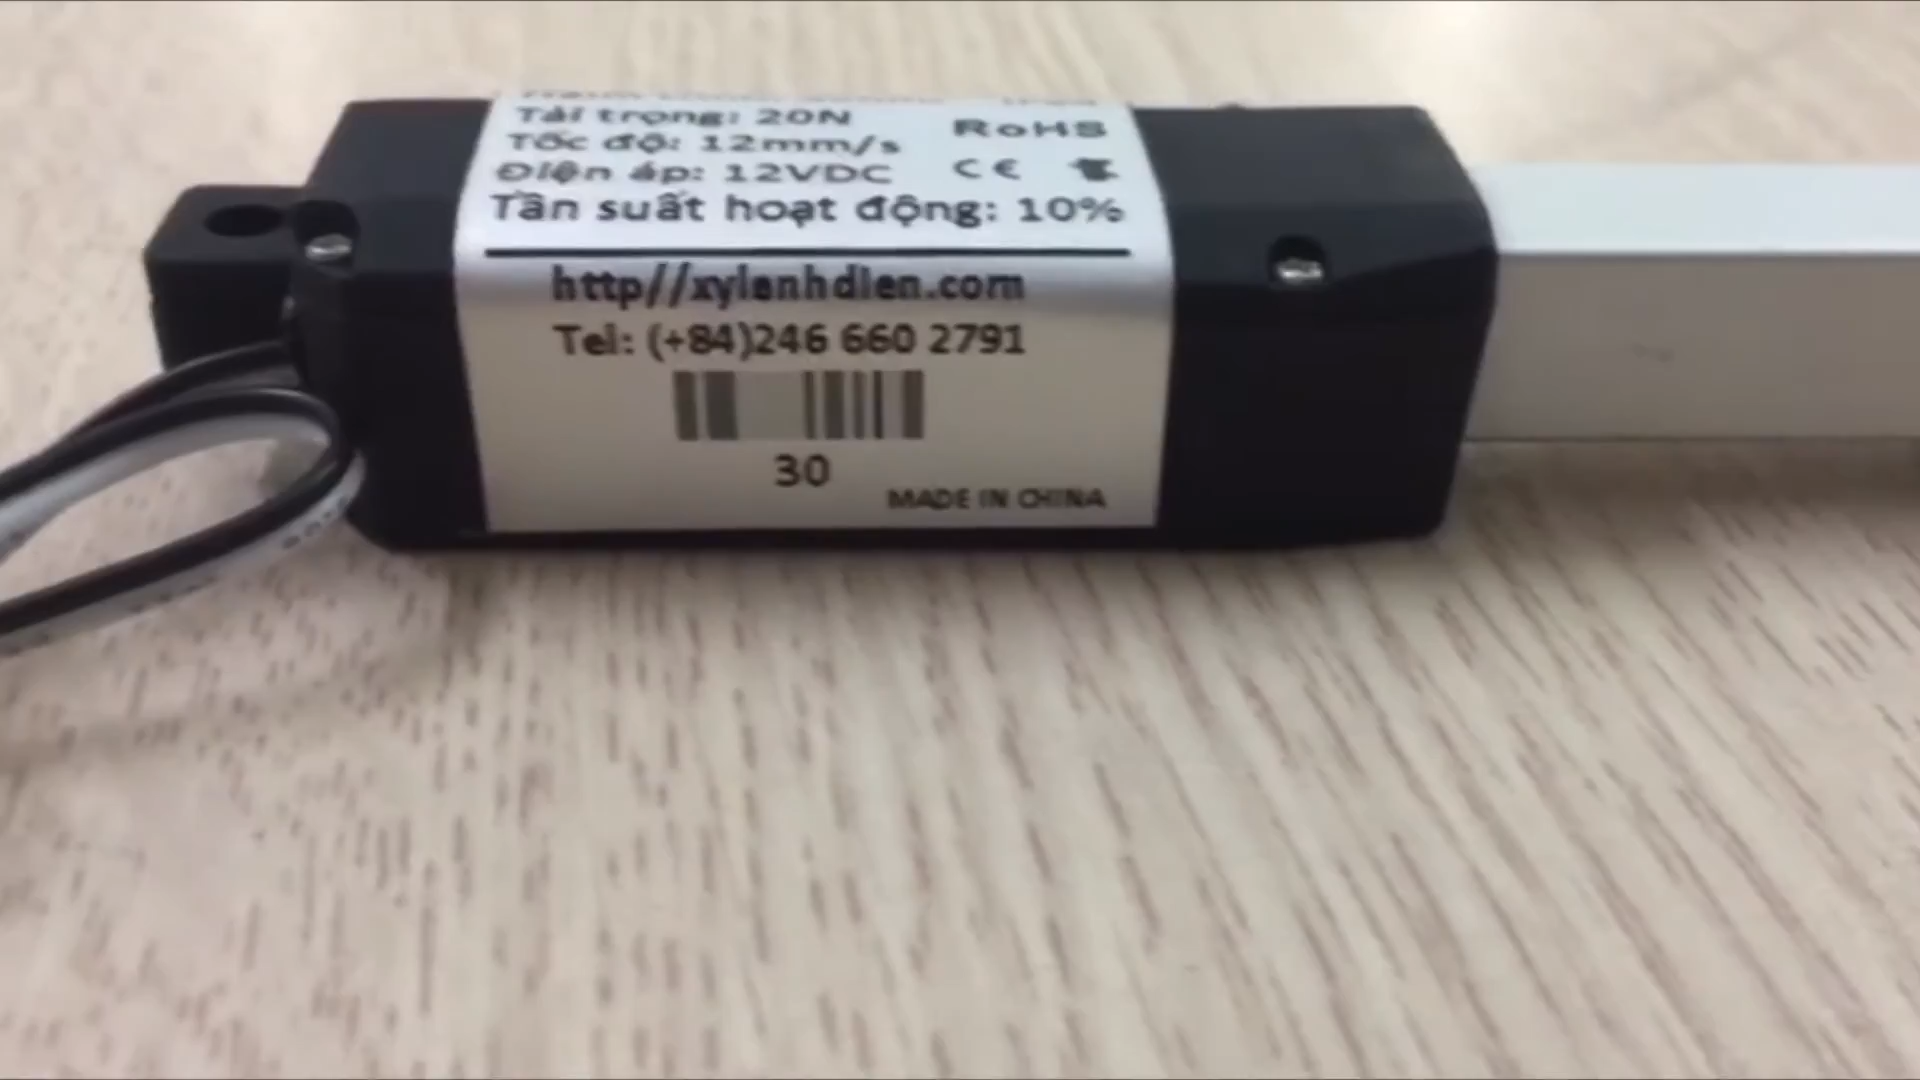 Tải trọng: 20N
RoHS
Tốc độ: 12mm/s
Điện áp: 12VDC
CE
Tần suất hoạt động: 10%
http//xylanhdien.com
Tel: (+84)246 660 2791
30
MADE IN CHINA